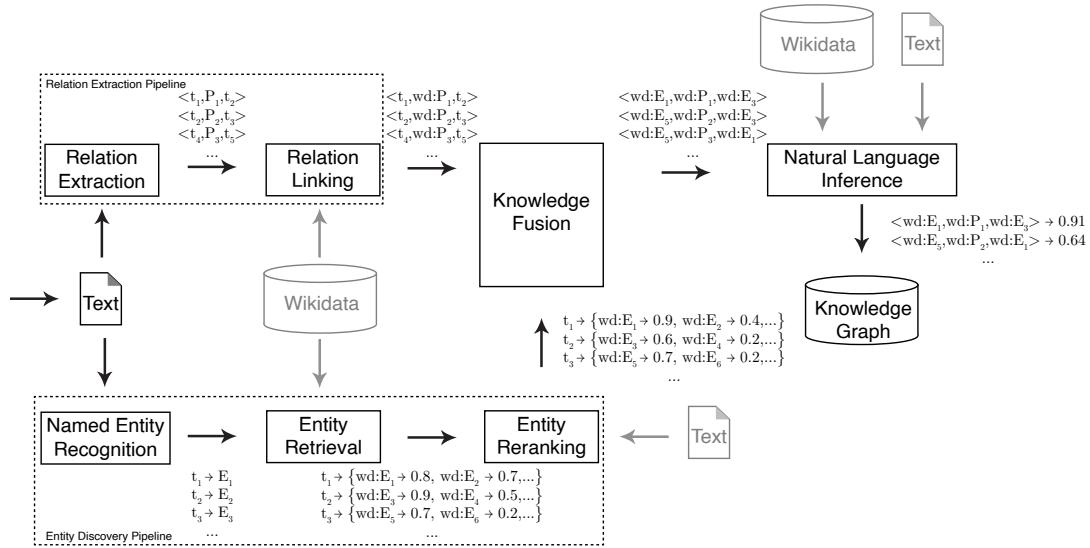 Wikidata
Text
Relation Extraction Pipeline
<t₁,P₁,t₂>
<t₂,P₂,t₃>
<t₄,P₃,t₅>
...
<t₁,wd:P₁,t₂>
<t₂,wd:P₂,t₃>
<t₄,wd:P₃,t₅>
...
<wd:E₁,wd:P₁,wd:E₃>
<wd:E₅,wd:P₂,wd:E₃>
<wd:E₅,wd:P₃,wd:E₁>
...
Relation
Extraction
Relation
Linking
Knowledge
Fusion
Natural Language
Inference
<wd:E₁,wd:P₁,wd:E₃> → 0.91
<wd:E₅,wd:P₂,wd:E₁> → 0.64
...
Text
Wikidata
Knowledge
Graph
t₁ → {wd:E₁ → 0.9, wd:E₂ → 0.4,...}
t₂ → {wd:E₃ → 0.6, wd:E₄ → 0.2,...}
t₃ → {wd:E₅ → 0.7, wd:E₆ → 0.2,...}
...
Named Entity
Recognition
Entity
Retrieval
Entity
Reranking
Text
t₁ → E₁
t₂ → E₂
t₃ → E₃
...
t₁ → {wd:E₁ → 0.8, wd:E₂ → 0.7,...}
t₂ → {wd:E₃ → 0.9, wd:E₄ → 0.5,...}
t₃ → {wd:E₅ → 0.7, wd:E₆ → 0.2,...}
...
Entity Discovery Pipeline